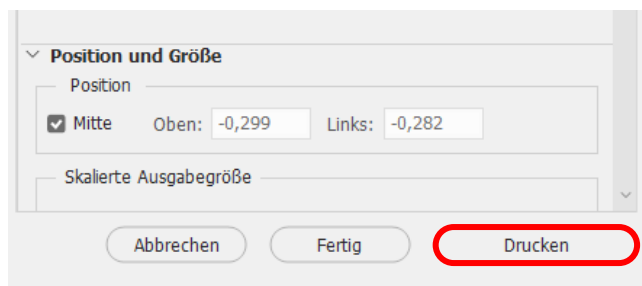 Position und Größe
Position
Mitte Oben: -0,299 Links: -0,282
Skalierte Ausgabegröße
Abbrechen Fertig Drucken